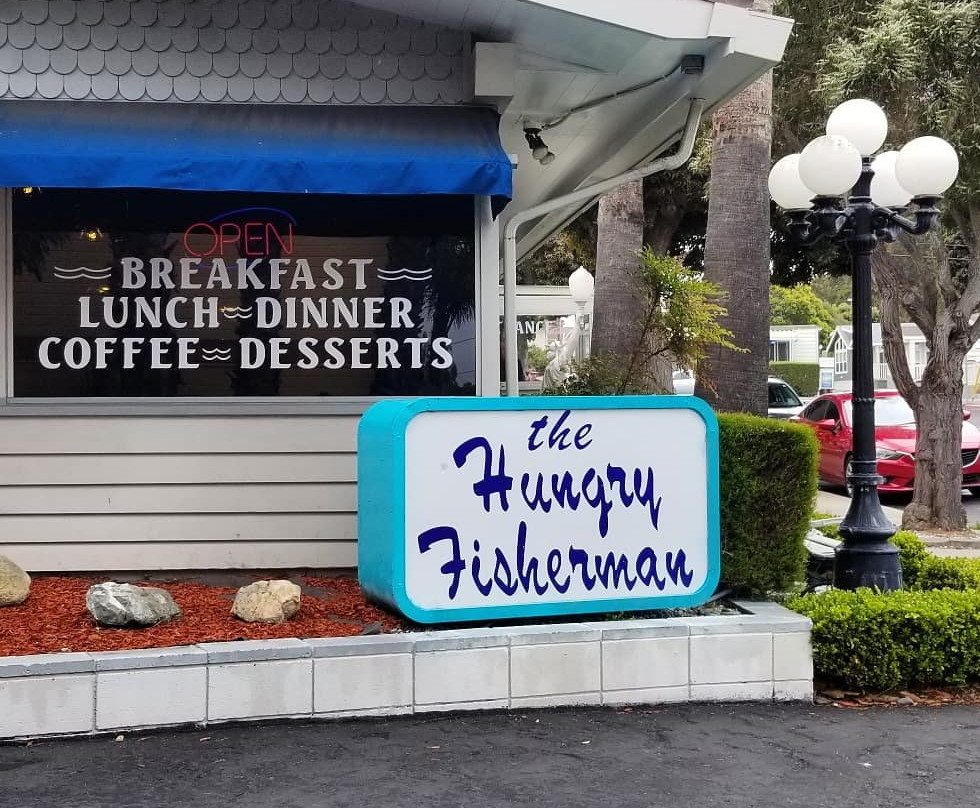 OPEN
BREAKFAST
LUNCH DINNER
COFFEE DESSERTS
the
Hungry
Fisherman